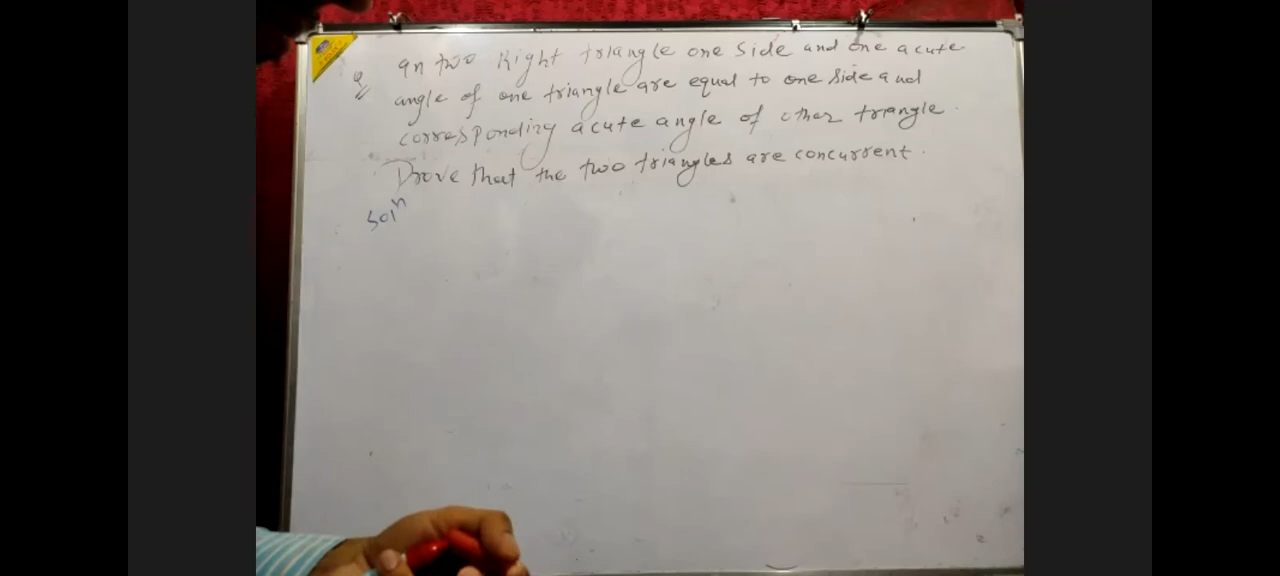 Q
In two Right triangle one side and one acute
angle of one triangle are equal to one side and
corresponding acute angle of other triangle.
Prove that the two triangles are concurrent.
Solⁿ